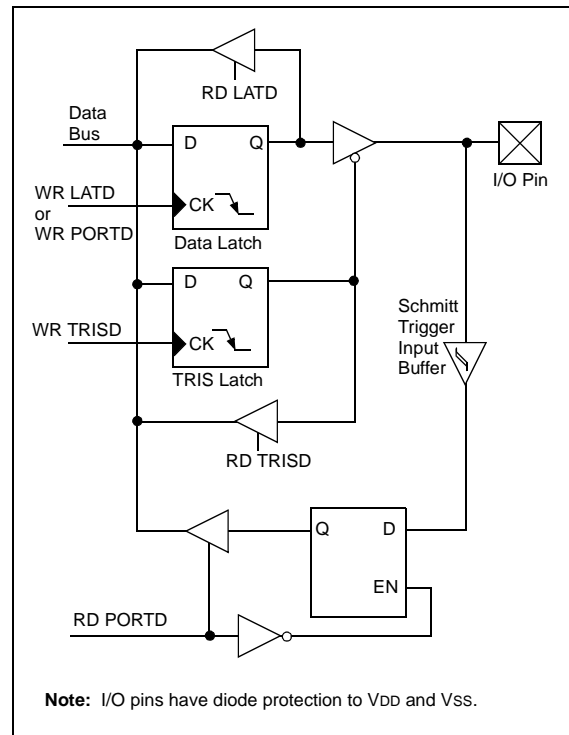 RD LATD
Data
Bus
D Q
WR LATD
or
WR PORTD
CK
Data Latch
I/O Pin
D Q
WR TRISD
CK
TRIS Latch
Schmitt
Trigger
Input
Buffer
RD TRISD
Q D
EN
RD PORTD
Note: I/O pins have diode protection to VDD and VSS.